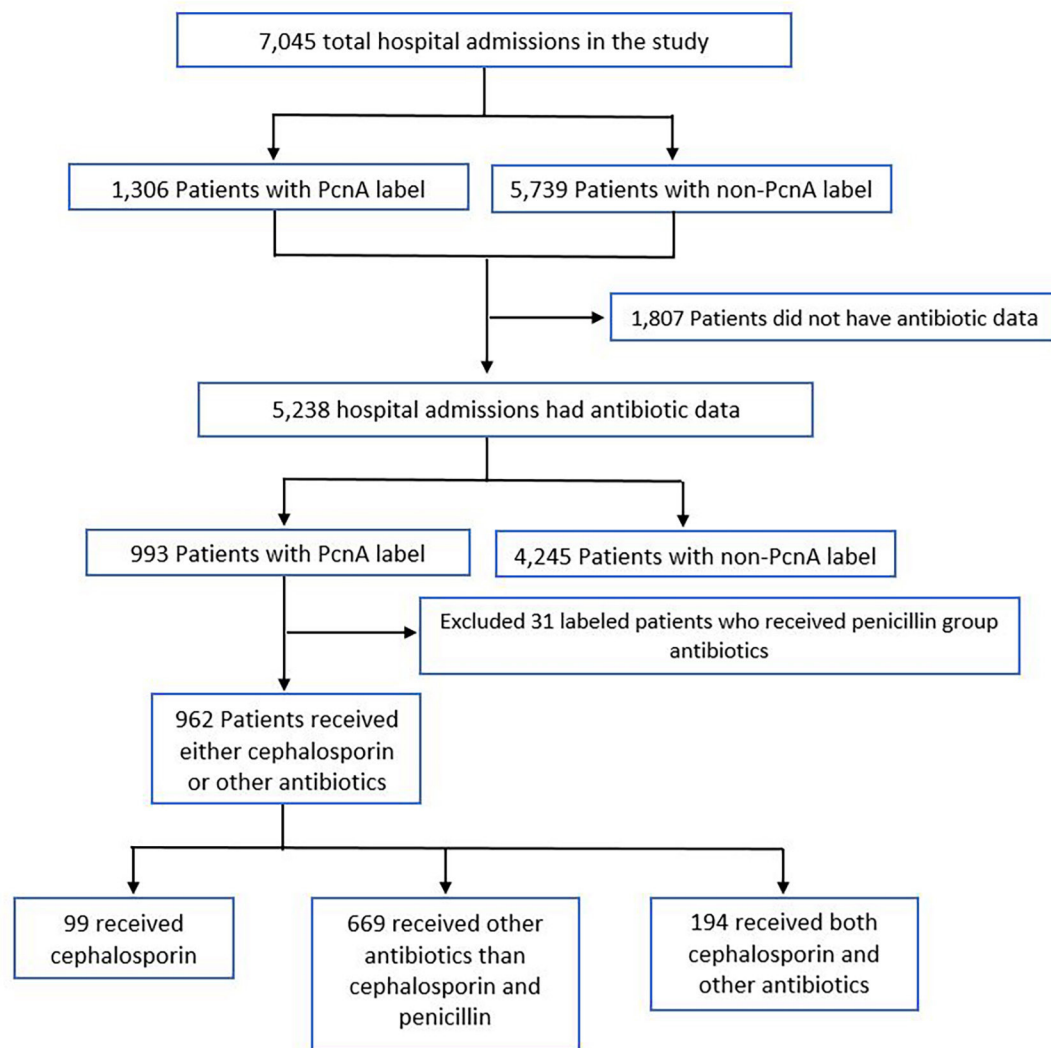 7,045 total hospital admissions in the study
1,306 Patients with PcnA label
5,739 Patients with non-PcnA label
1,807 Patients did not have antibiotic data
5,238 hospital admissions had antibiotic data
993 Patients with PcnA label
4,245 Patients with non-PcnA label
Excluded 31 labeled patients who received penicillin group
antibiotics
962 Patients received
either cephalosporin
or other antibiotics
99 received
cephalosporin
669 received other
antibiotics than
cephalosporin and
penicillin
194 received both
cephalosporin and
other antibiotics